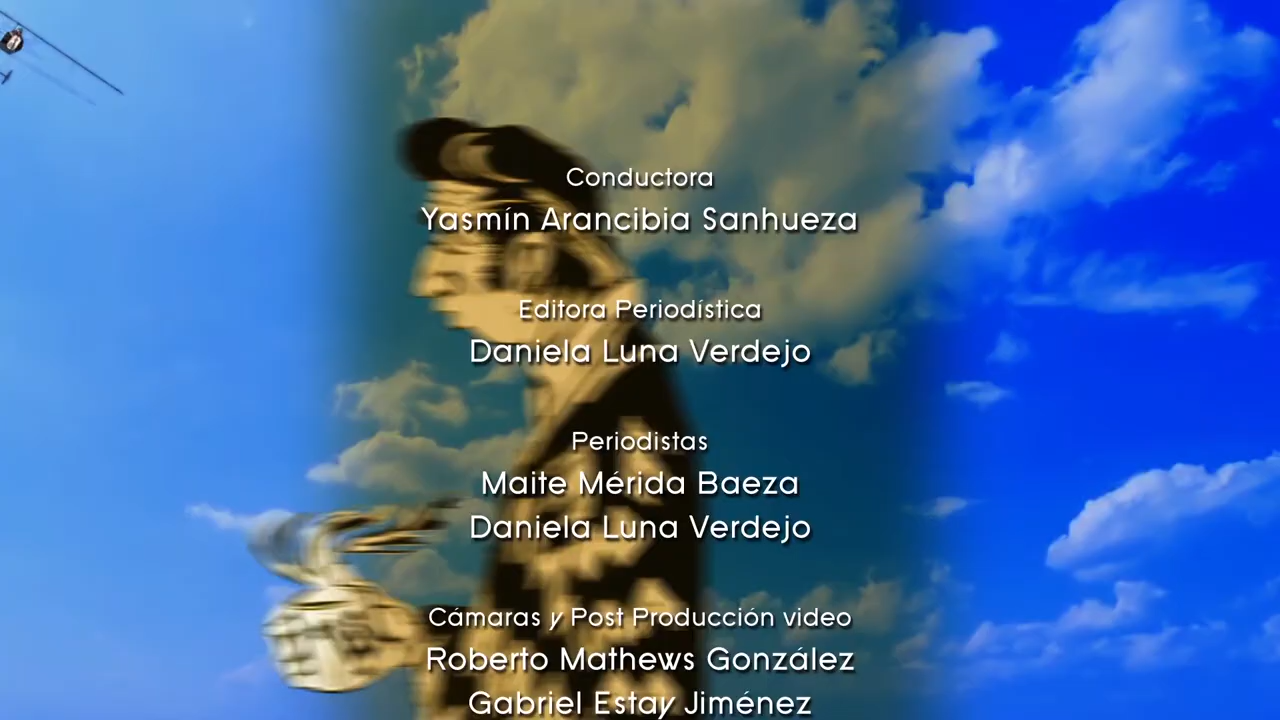 Conductora
Yasmín Arancibia Sanhueza
Editora Periodística
Daniela Luna Verdejo
Periodistas
Maite Mérida Baeza
Daniela Luna Verdejo
Cámaras y Post Producción video
Roberto Mathews González
Gabriel Estay Jiménez